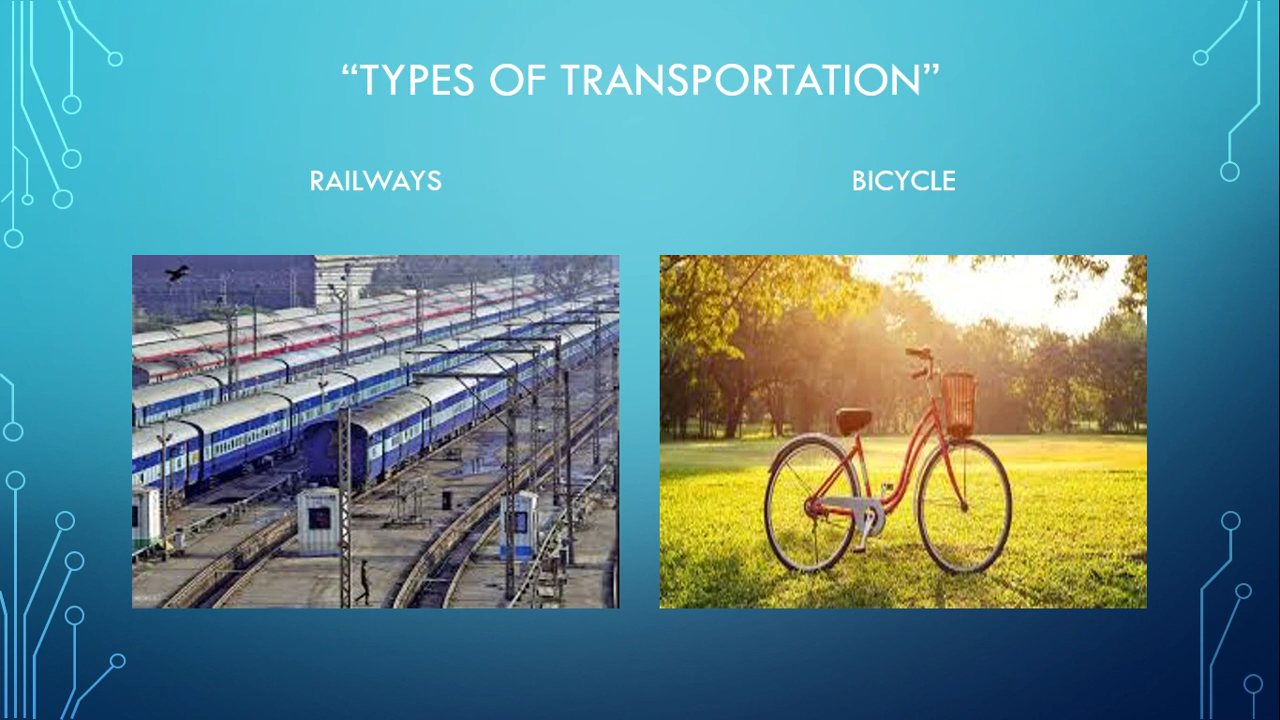 “TYPES OF TRANSPORTATION”
RAILWAYS
BICYCLE